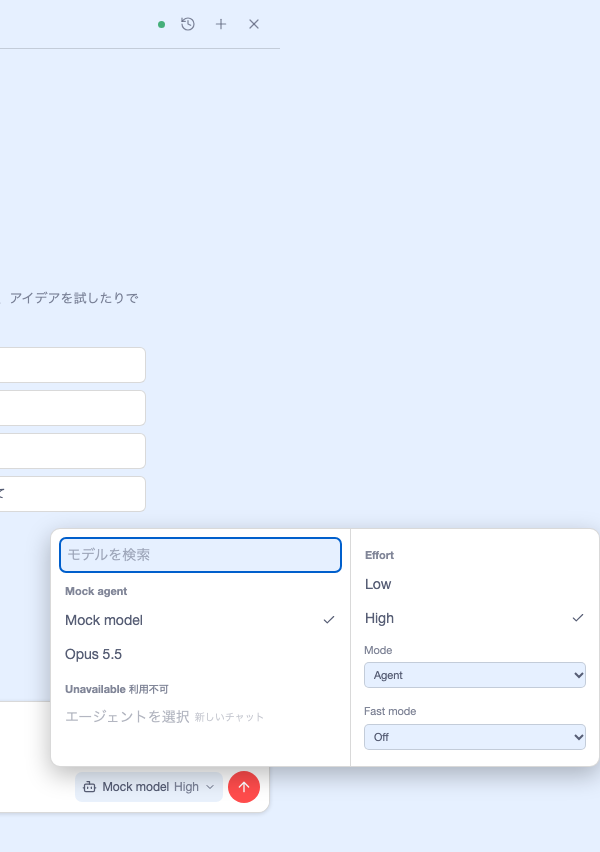 、アイデアを試したりで
て
モデルを検索
Mock agent
Mock model
Opus 5.5
Unavailable 利用不可
エージェントを選択 新しいチャット
Effort
Low
High
Mode
Agent
Fast mode
Off
Mock model High